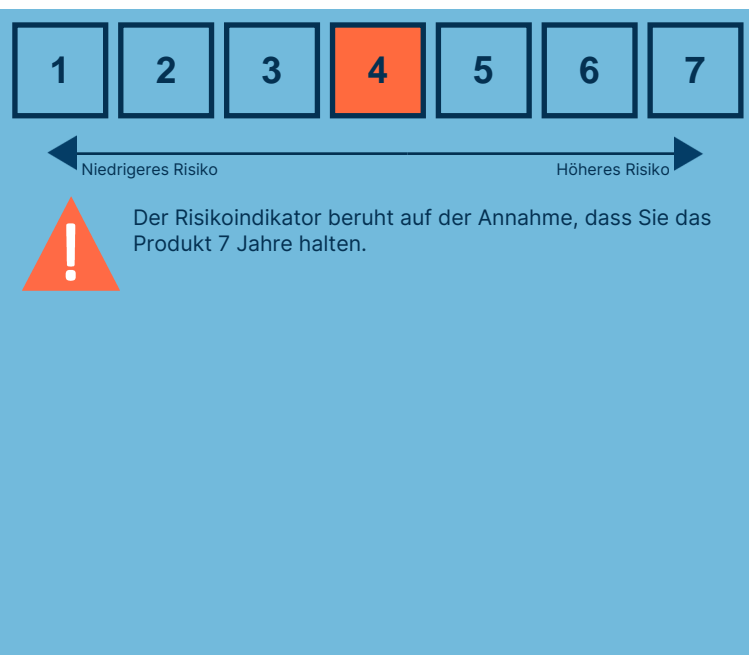 1 2 3 4 5 6 7
Niedrigeres Risiko Höheres Risiko
!
Der Risikoindikator beruht auf der Annahme, dass Sie das
Produkt 7 Jahre halten.